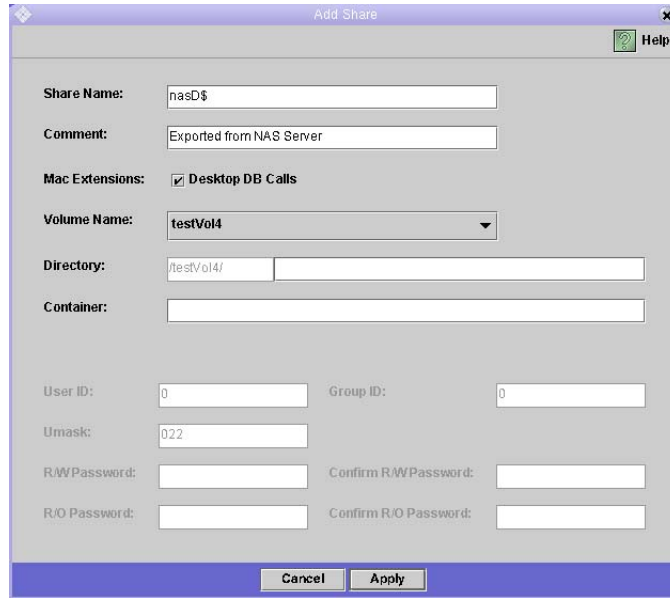 Add Share
Help
Share Name: nasD$
Comment: Exported from NAS Server
Mac Extensions: Desktop DB Calls
Volume Name: testVol4
Directory: /testVol4/
Container:
User ID: 0 Group ID: 0
Umask: 022
R/W Password: Confirm R/W Password:
R/O Password: Confirm R/O Password:
Cancel Apply